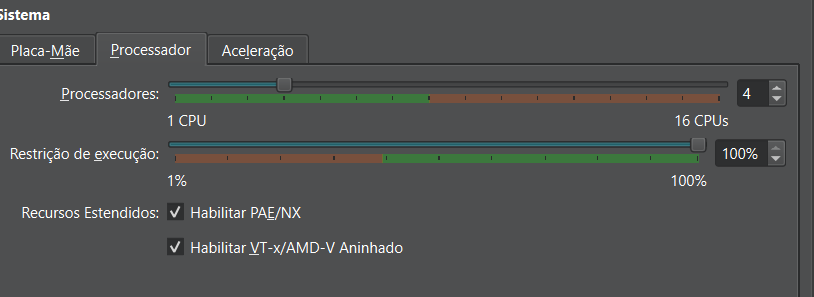 Sistema
Placa-Mãe Processador Aceleração
Processadores: 4
1 CPU 16 CPUs
Restrição de execução: 100%
1% 100%
Recursos Estendidos: Habilitar PAE/NX
Habilitar VT-x/AMD-V Aninhado